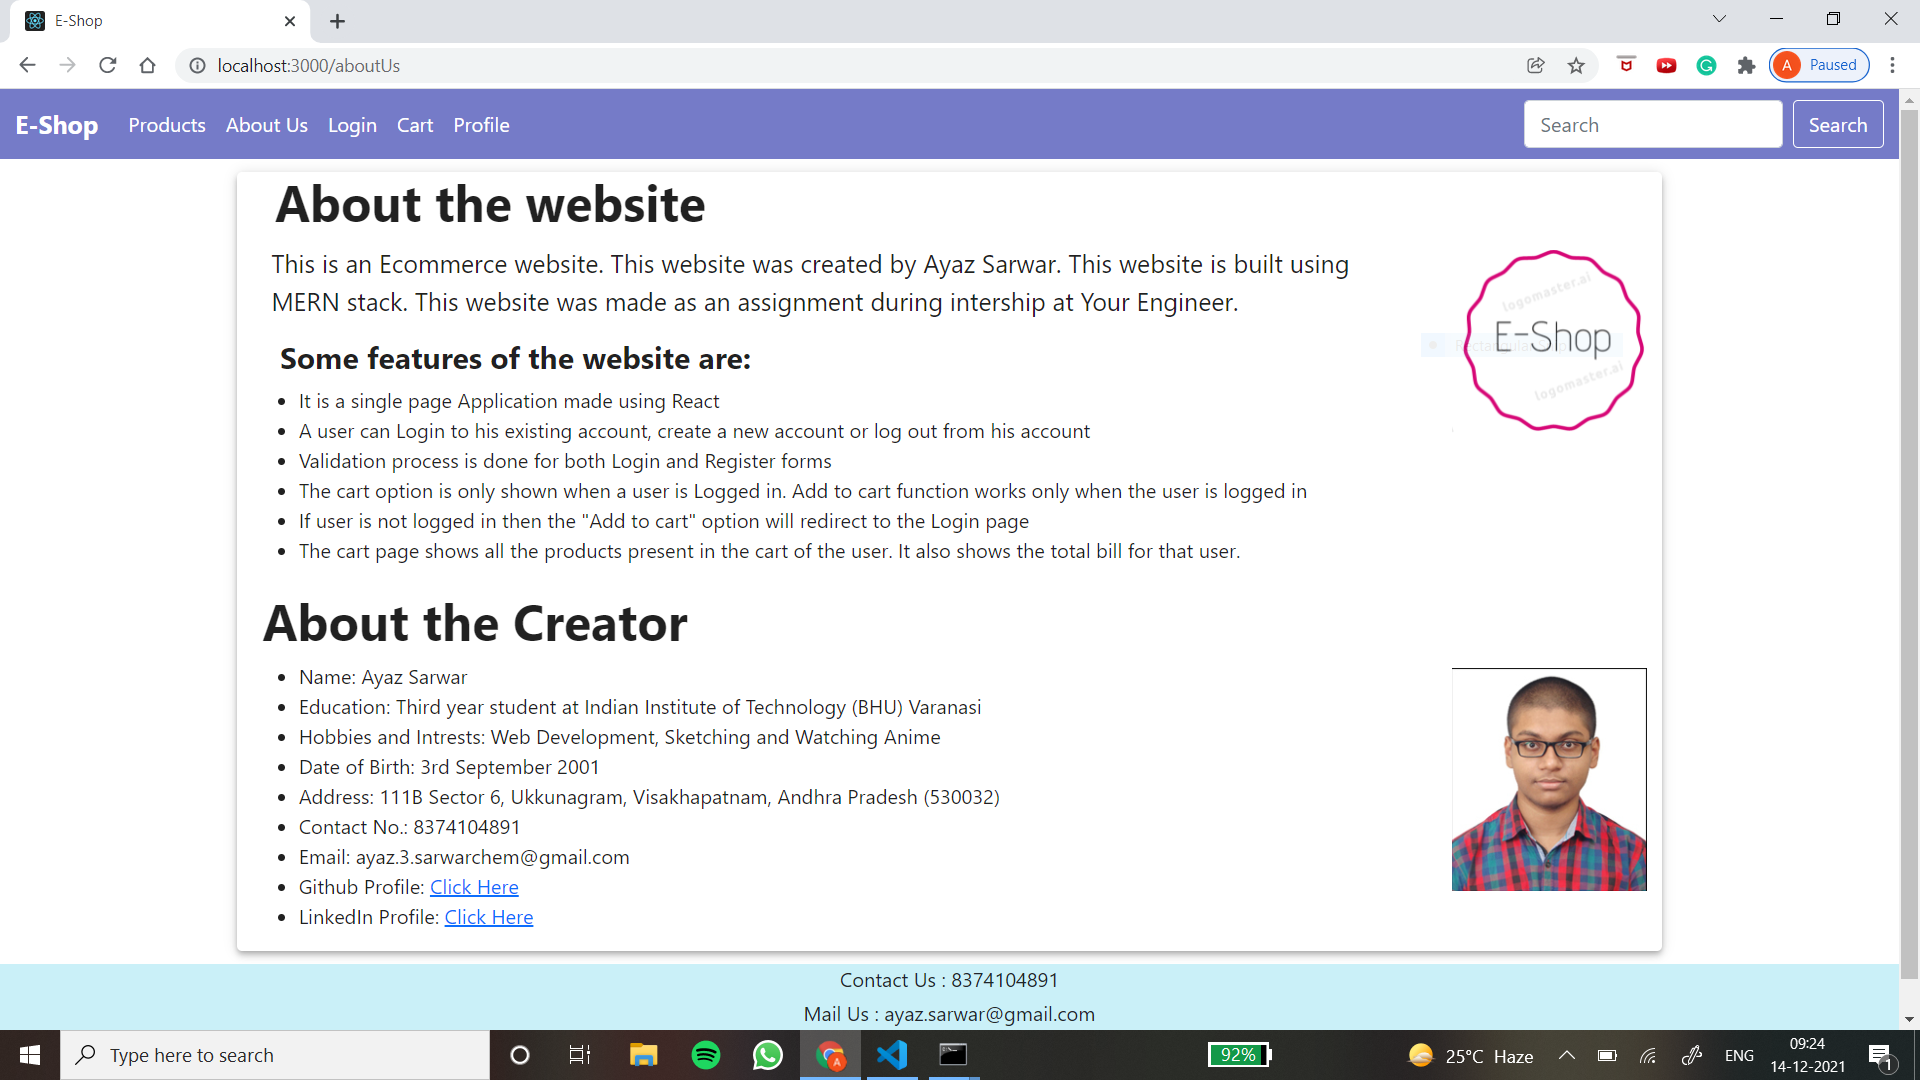 E-Shop
localhost:3000/aboutUs
A Paused
E-Shop Products About Us Login Cart Profile Search Search
About the website
This is an Ecommerce website. This website was created by Ayaz Sarwar. This website is built using
MERN stack. This website was made as an assignment during intership at Your Engineer.
logomaster.ai
E-Shop
logomaster.ai
Some features of the website are:
It is a single page Application made using React
A user can Login to his existing account, create a new account or log out from his account
Validation process is done for both Login and Register forms
The cart option is only shown when a user is Logged in. Add to cart function works only when the user is logged in
If user is not logged in then the "Add to cart" option will redirect to the Login page
The cart page shows all the products present in the cart of the user. It also shows the total bill for that user.
About the Creator
Name: Ayaz Sarwar
Education: Third year student at Indian Institute of Technology (BHU) Varanasi
Hobbies and Intrests: Web Development, Sketching and Watching Anime
Date of Birth: 3rd September 2001
Address: 111B Sector 6, Ukkunagram, Visakhapatnam, Andhra Pradesh (530032)
Contact No.: 8374104891
Email: ayaz.3.sarwarchem@gmail.com
Github Profile: Click Here
LinkedIn Profile: Click Here
Contact Us : 8374104891
Mail Us : ayaz.sarwar@gmail.com
Type here to search
A
92%
25°C Haze
ENG
09:24
14-12-2021
1